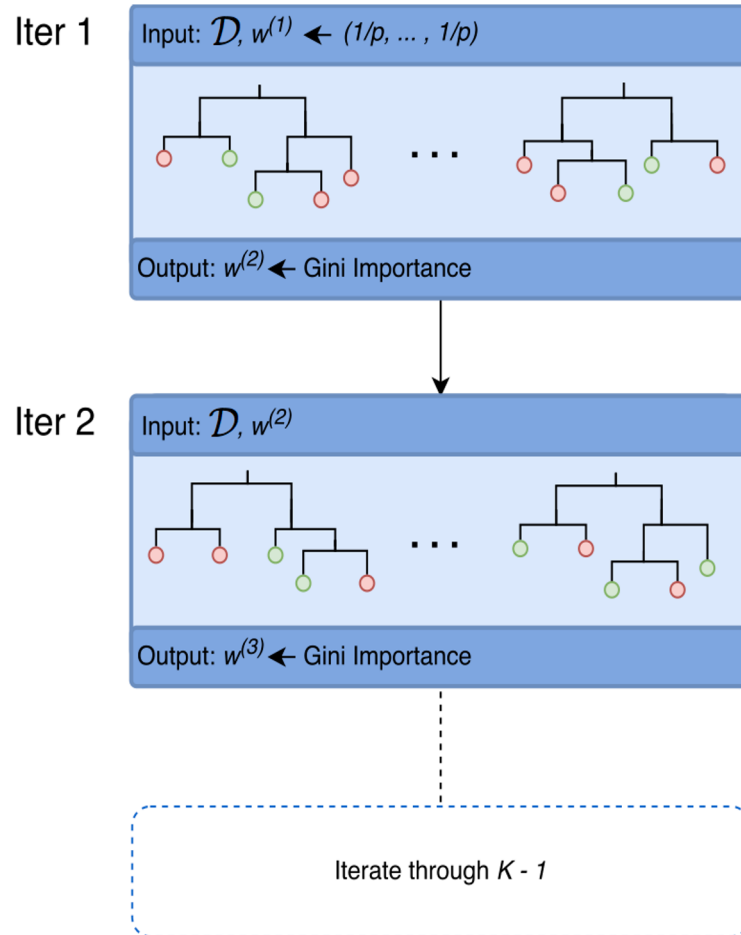 Iter 1
Input: 𝒟, w⁽¹⁾ ← (1/p, ... , 1/p)
...
Output: w⁽²⁾ ← Gini Importance
Iter 2
Input: 𝒟, w⁽²⁾
...
Output: w⁽³⁾ ← Gini Importance
Iterate through K - 1